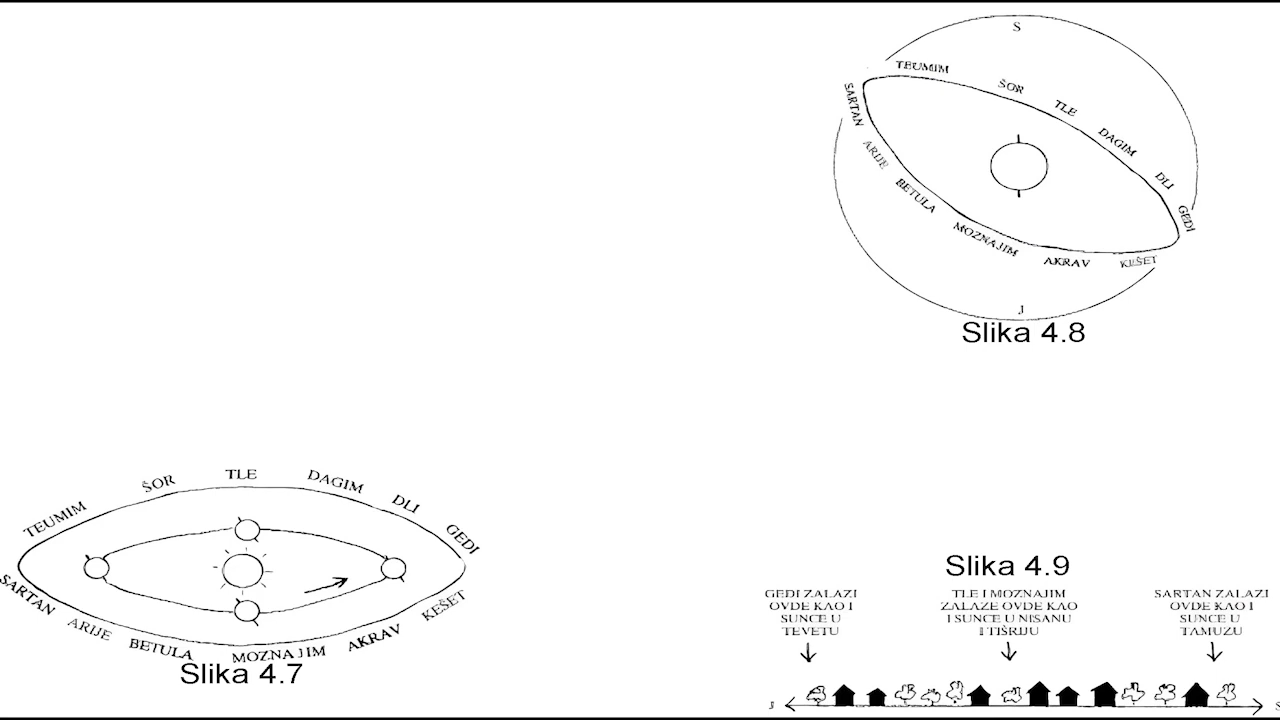 S
TEUMIM
ŠOR
TLE
DAGIM
DLI
GEDI
SARTAN
ARIJE
BETULA
MOZNAJIM
AKRAV
KEŠET
J
Slika 4.8
TEUMIM
ŠOR
TLE
DAGIM
DLI
GEDI
SARTAN
ARIJE
BETULA
MOZNAJIM
AKRAV
KEŠET
Slika 4.7
Slika 4.9
GEDI ZALAZI
OVDE KAO I
SUNCE U
TEVETU
TLE I MOZNAJIM
ZALAZE OVDE KAO
I SUNCE U NISANU
I TIŠRIJU
SARTAN ZALAZI
OVDE KAO I
SUNCE U
TAMUZU
J
S